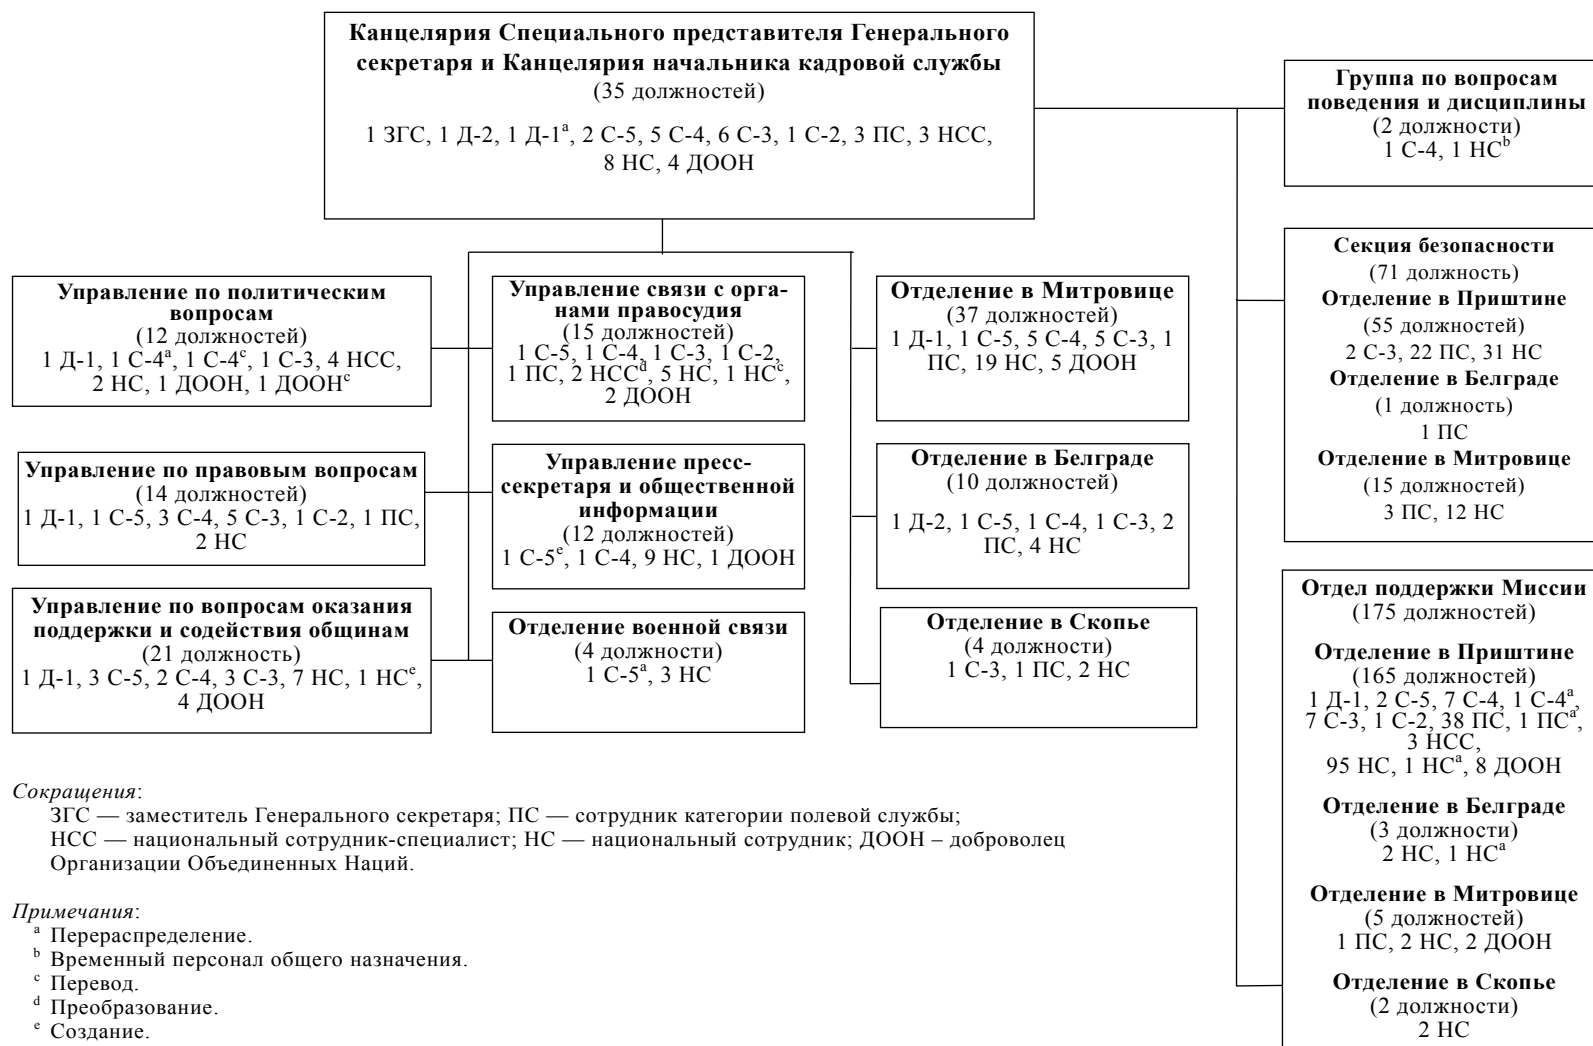 Канцелярия Специального представителя Генерального
секретаря и Канцелярия начальника кадровой службы
(35 должностей)
1 ЗГС, 1 Д-2, 1 Д-1ᵃ, 2 С-5, 5 С-4, 6 С-3, 1 С-2, 3 ПС, 3 НСС,
8 НС, 4 ДООН
Группа по вопросам
поведения и дисциплины
(2 должности)
1 С-4, 1 НСᵇ
Управление по политическим
вопросам
(12 должностей)
1 Д-1, 1 С-4ᵃ, 1 С-4ᶜ, 1 С-3, 4 НСС,
2 НС, 1 ДООН, 1 ДООНᶜ
Управление связи с орга-
нами правосудия
(15 должностей)
1 С-5, 1 С-4, 1 С-3, 1 С-2,
1 ПС, 2 НССᵈ, 5 НС, 1 НСᶜ,
2 ДООН
Отделение в Митровице
(37 должностей)
1 Д-1, 1 С-5, 5 С-4, 5 С-3, 1
ПС, 19 НС, 5 ДООН
Секция безопасности
(71 должность)
Отделение в Приштине
(55 должностей)
2 С-3, 22 ПС, 31 НС
Отделение в Белграде
(1 должность)
1 ПС
Отделение в Митровице
(15 должностей)
3 ПС, 12 НС
Управление по правовым вопросам
(14 должностей)
1 Д-1, 1 С-5, 3 С-4, 5 С-3, 1 С-2, 1 ПС,
2 НС
Управление пресс-
секретаря и общественной
информации
(12 должностей)
1 С-5ᵉ, 1 С-4, 9 НС, 1 ДООН
Отделение в Белграде
(10 должностей)
1 Д-2, 1 С-5, 1 С-4, 1 С-3, 2
ПС, 4 НС
Управление по вопросам оказания
поддержки и содействия общинам
(21 должность)
1 Д-1, 3 С-5, 2 С-4, 3 С-3, 7 НС, 1 НСᵉ,
4 ДООН
Отделение военной связи
(4 должности)
1 С-5ᵃ, 3 НС
Отделение в Скопье
(4 должности)
1 С-3, 1 ПС, 2 НС
Отдел поддержки Миссии
(175 должностей)
Отделение в Приштине
(165 должностей)
1 Д-1, 2 С-5, 7 С-4, 1 С-4ᵃ,
7 С-3, 1 С-2, 38 ПС, 1 ПСᵃ,
3 НСС,
95 НС, 1 НСᵃ, 8 ДООН
Отделение в Белграде
(3 должности)
2 НС, 1 НСᵃ
Отделение в Митровице
(5 должностей)
1 ПС, 2 НС, 2 ДООН
Отделение в Скопье
(2 должности)
2 НС
Сокращения:
ЗГС — заместитель Генерального секретаря; ПС — сотрудник категории полевой службы;
НСС — национальный сотрудник-специалист; НС — национальный сотрудник; ДООН – доброволец
Организации Объединенных Наций.
Примечания:
ᵃ Перераспределение.
ᵇ Временный персонал общего назначения.
ᶜ Перевод.
ᵈ Преобразование.
ᵉ Создание.